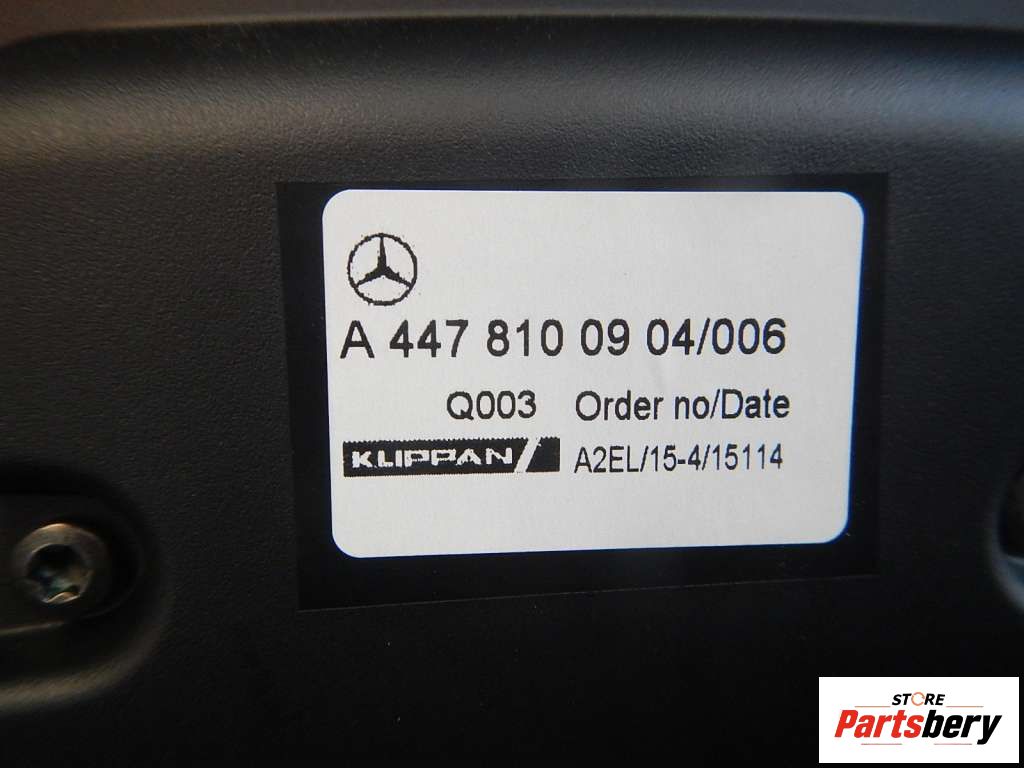 A 447 810 09 04/006
Q003 Order no/Date
KLIPPAN A2EL/15-4/15114
STORE
Partsbery